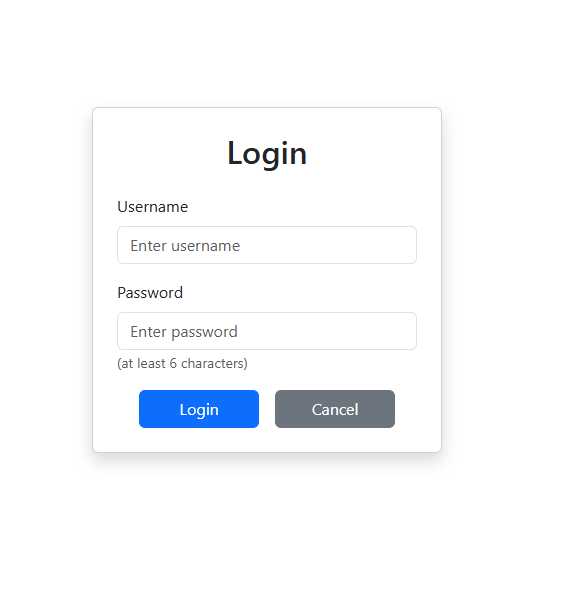 Login
Username
Enter username
Password
Enter password
(at least 6 characters)
Login Cancel